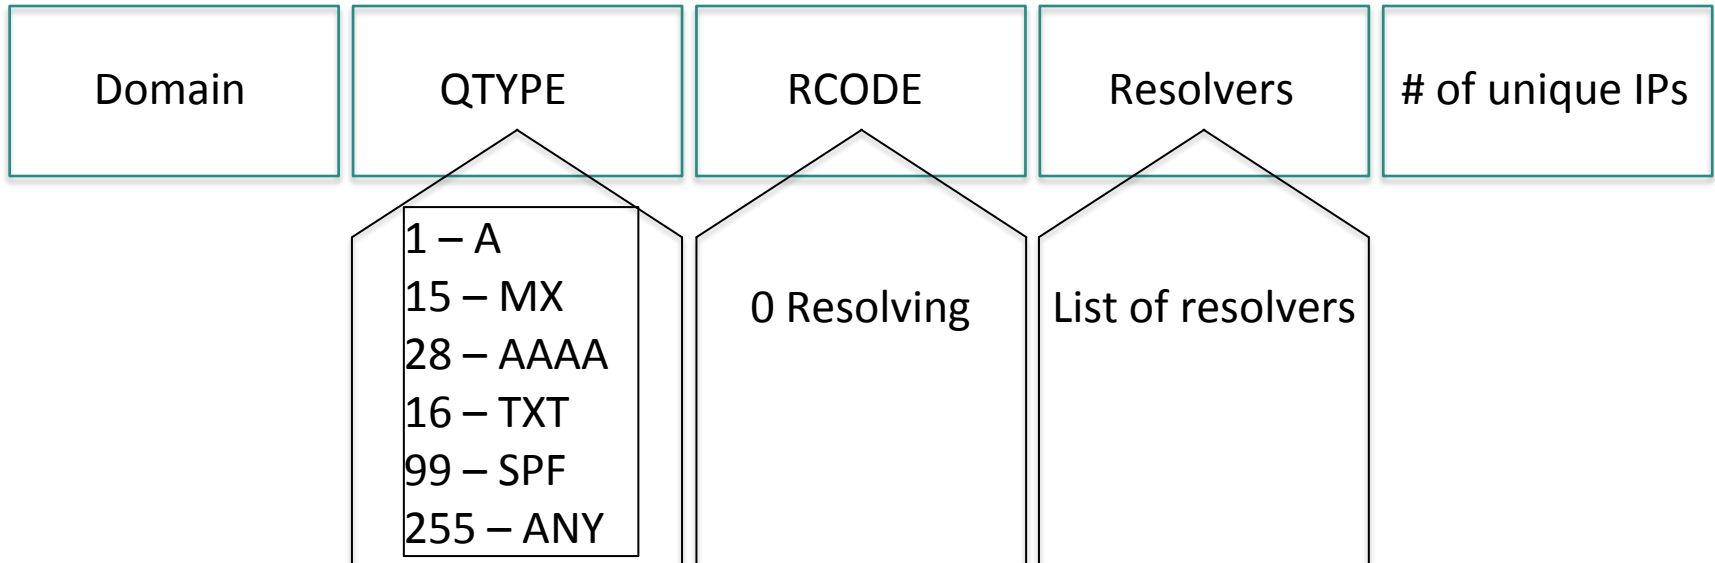 Domain
QTYPE
RCODE
Resolvers
# of unique IPs
1 – A
15 – MX
28 – AAAA
16 – TXT
99 – SPF
255 – ANY
0 Resolving
List of resolvers